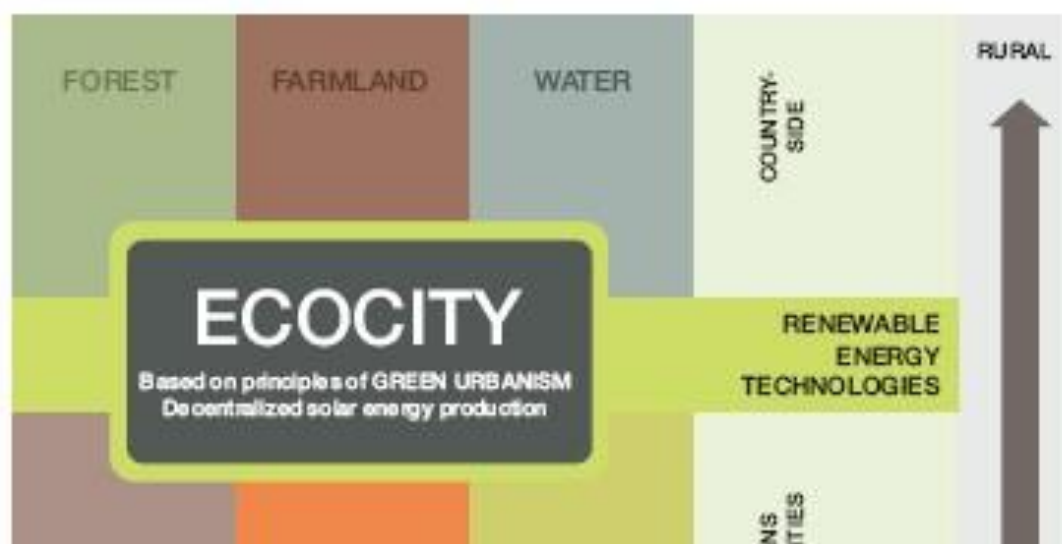 FOREST
FARMLAND
WATER
COUNTRY-
SIDE
RURAL
ECOCITY
Based on principles of GREEN URBANISM
Decentralized solar energy production
RENEWABLE
ENERGY
TECHNOLOGIES